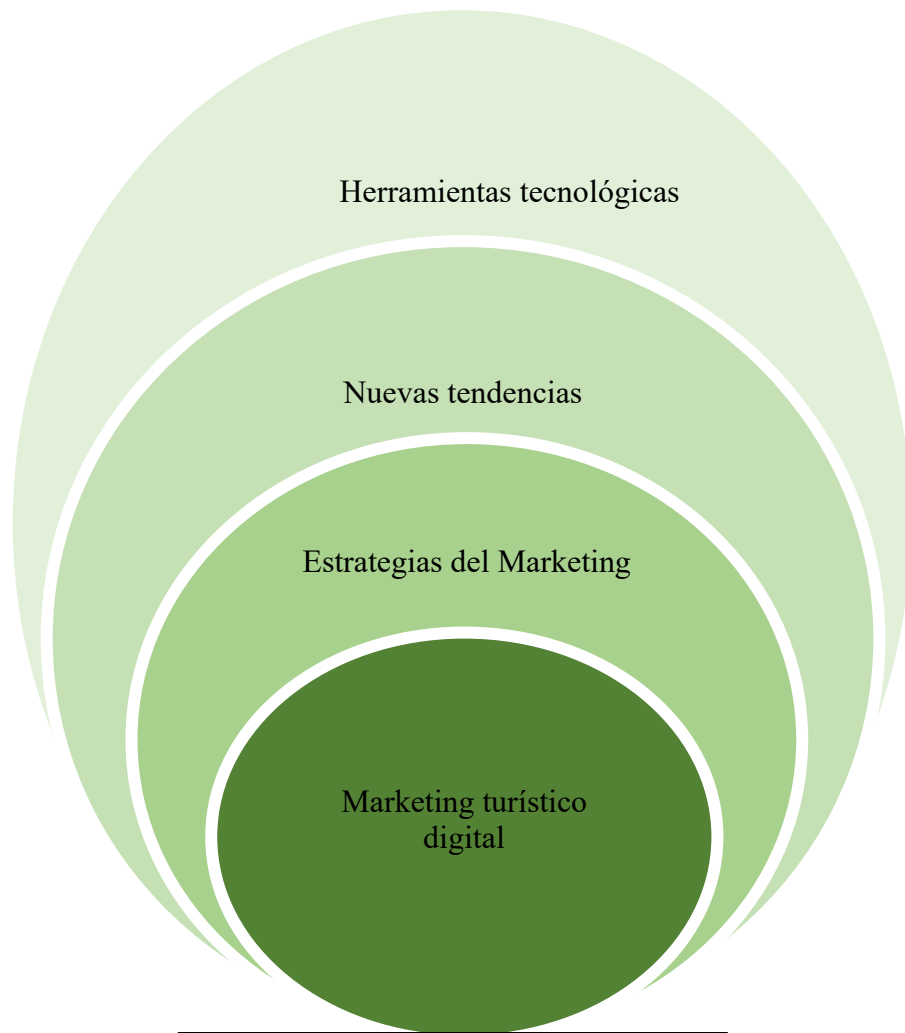 Herramientas tecnológicas
Nuevas tendencias
Estrategias del Marketing
Marketing turístico
digital